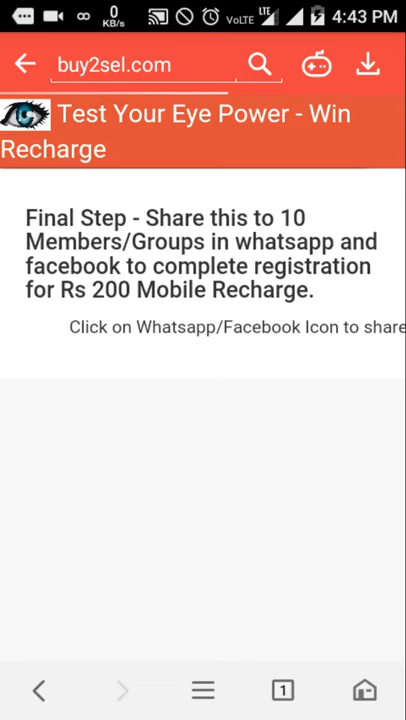 0
KB/s
VoLTE
LTE
4:43 PM
buy2sel.com
Test Your Eye Power - Win
Recharge
Final Step - Share this to 10
Members/Groups in whatsapp and
facebook to complete registration
for Rs 200 Mobile Recharge.
Click on Whatsapp/Facebook Icon to share
1